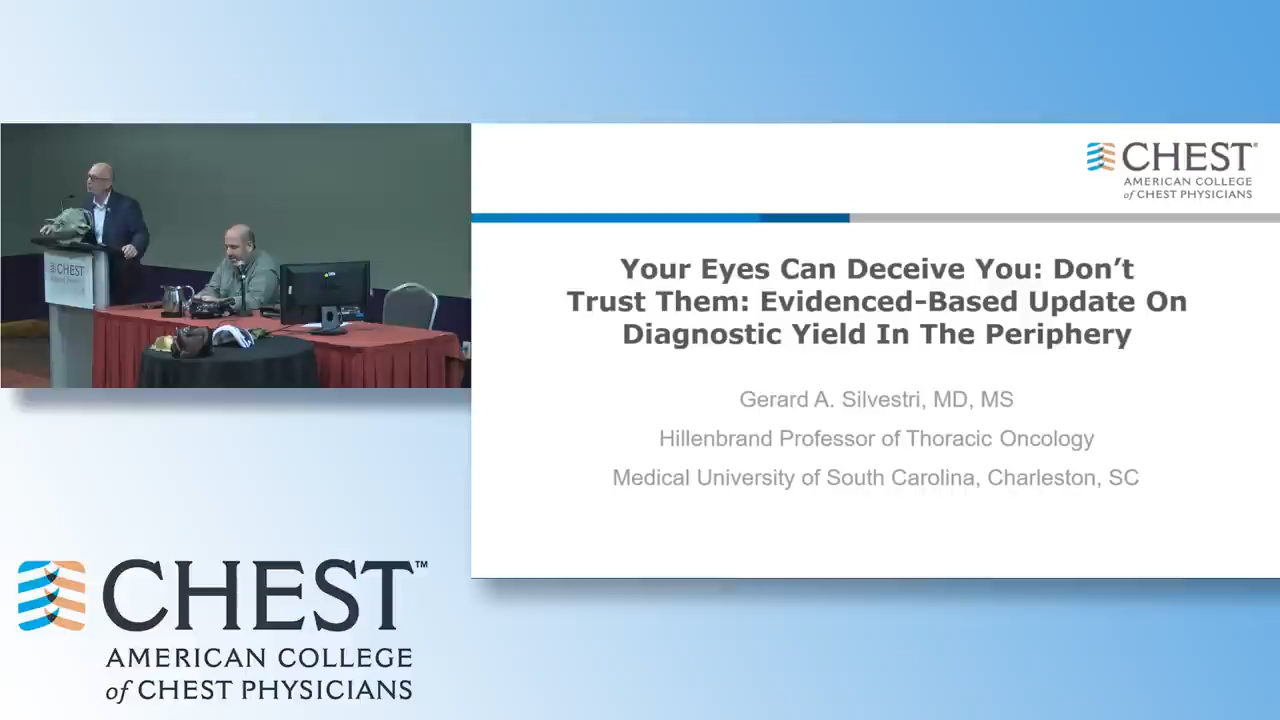 CHEST
CHEST
AMERICAN COLLEGE
of CHEST PHYSICIANS
Your Eyes Can Deceive You: Don’t
Trust Them: Evidenced-Based Update On
Diagnostic Yield In The Periphery
Gerard A. Silvestri, MD, MS
Hillenbrand Professor of Thoracic Oncology
Medical University of South Carolina, Charleston, SC
CHEST™
AMERICAN COLLEGE
of CHEST PHYSICIANS